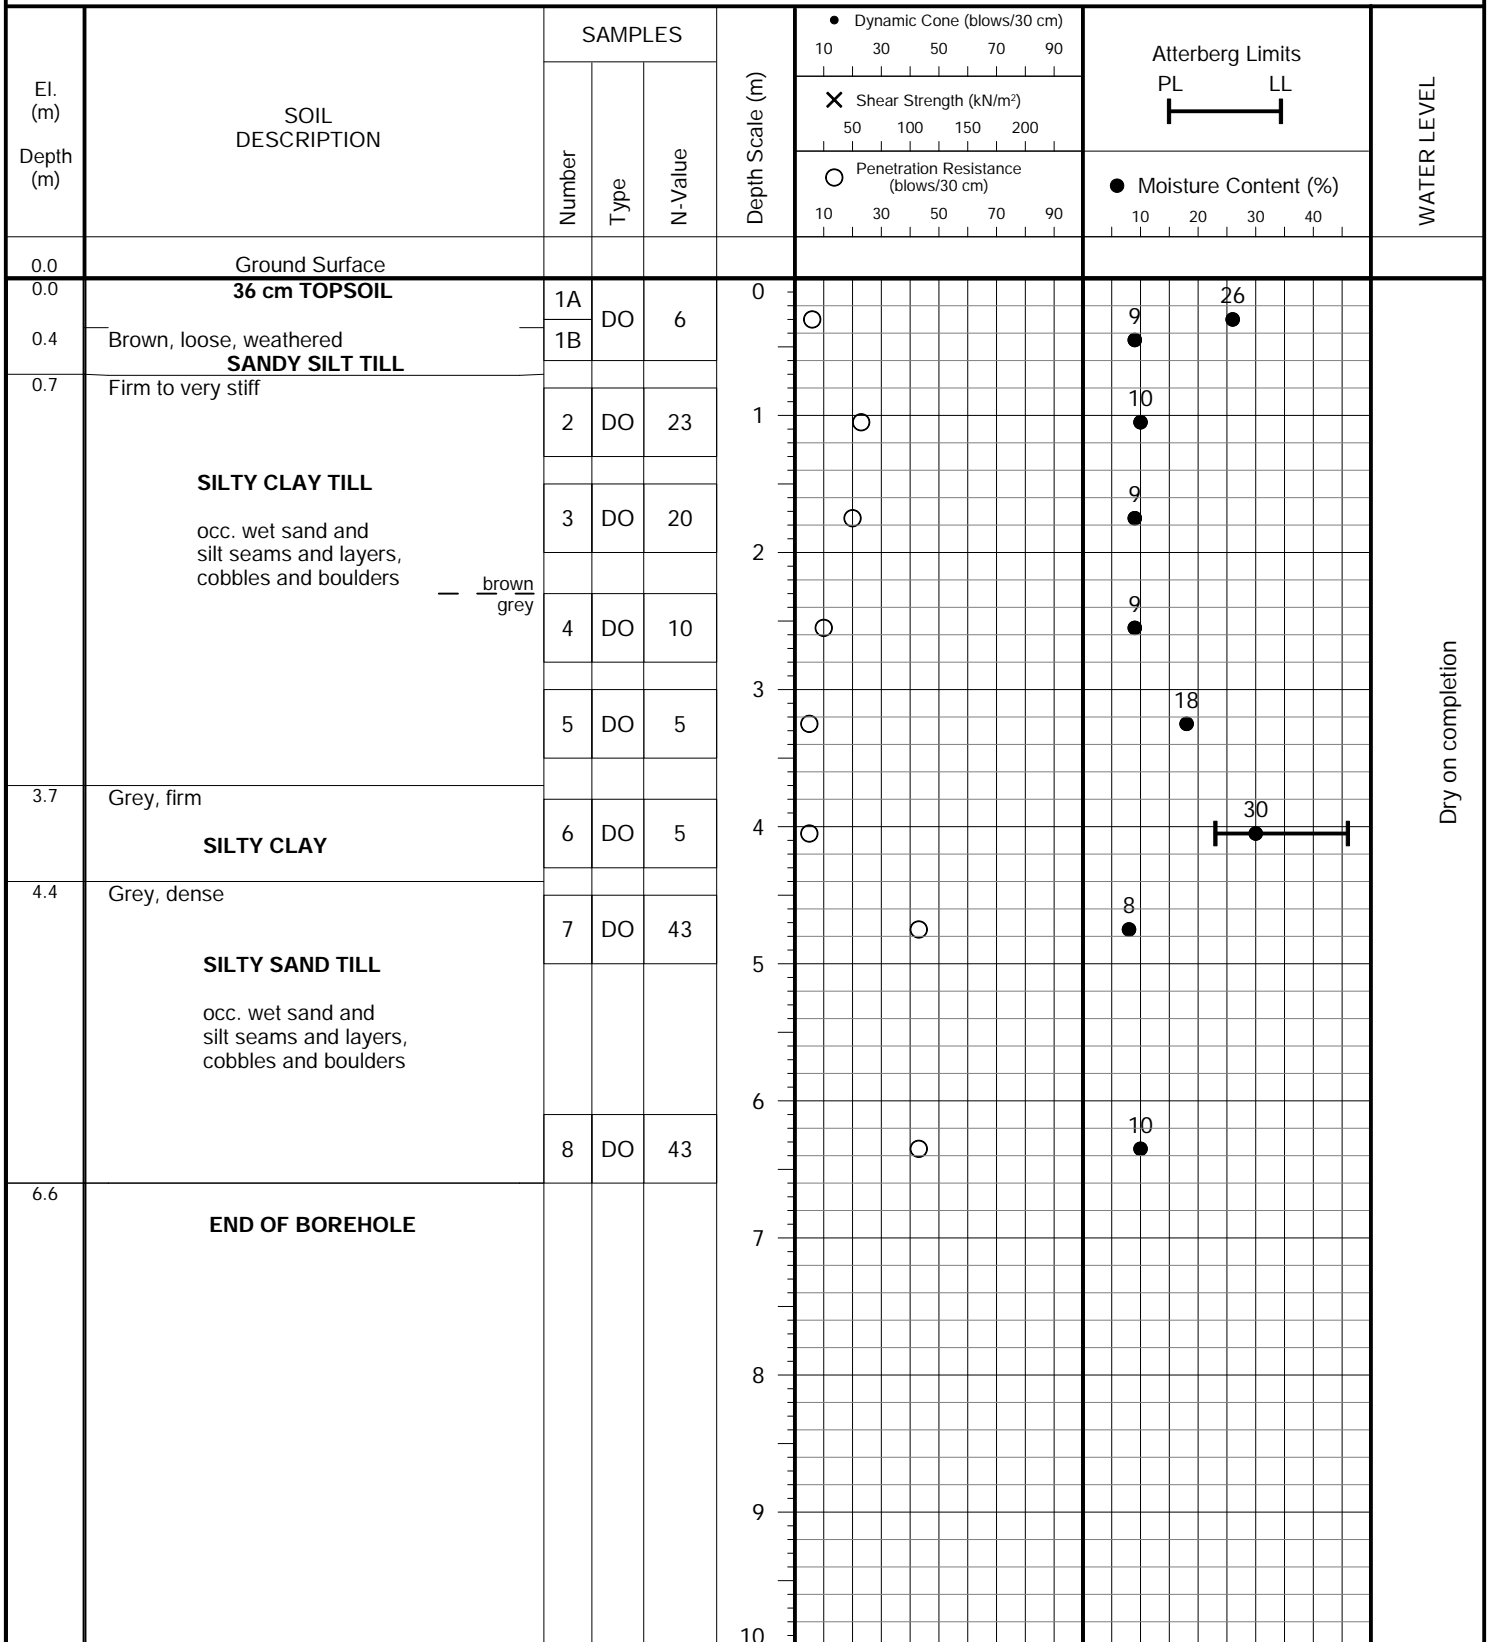 SAMPLES
● Dynamic Cone (blows/30 cm)
10 30 50 70 90
Atterberg Limits
PL LL
El.
(m)
Depth
(m)
SOIL
DESCRIPTION
Number
Type
N-Value
Depth Scale (m)
X Shear Strength (kN/m²)
50 100 150 200
○ Penetration Resistance
(blows/30 cm)
10 30 50 70 90
● Moisture Content (%)
10 20 30 40
WATER LEVEL
0.0 Ground Surface
0.0 36 cm TOPSOIL 1A DO 6 0 26
0.4 Brown, loose, weathered 1B 9
SANDY SILT TILL
0.7 Firm to very stiff
2 DO 23 1 10
SILTY CLAY TILL
3 DO 20 9
occ. wet sand and
silt seams and layers, 2
cobbles and boulders
brown
grey
4 DO 10 9
3
5 DO 5 18
3.7 Grey, firm
6 DO 5 4 30
SILTY CLAY
4.4 Grey, dense
7 DO 43 8
SILTY SAND TILL 5
occ. wet sand and
silt seams and layers,
cobbles and boulders
6
8 DO 43 10
6.6
END OF BOREHOLE
7
8
9
10
Dry on completion